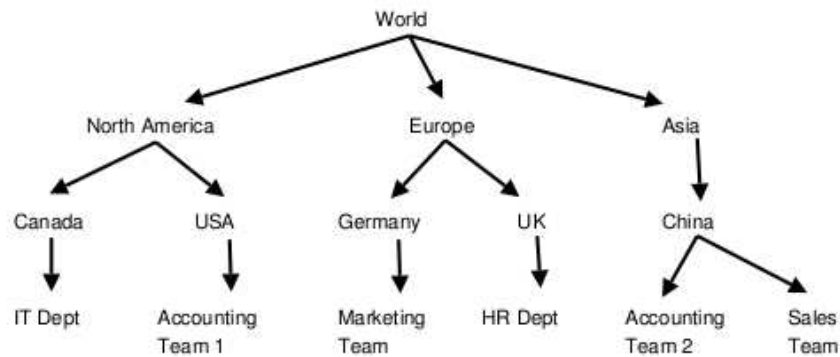 World
North America
Europe
Asia
Canada
USA
Germany
UK
China
IT Dept
Accounting
Team 1
Marketing
Team
HR Dept
Accounting
Team 2
Sales
Team